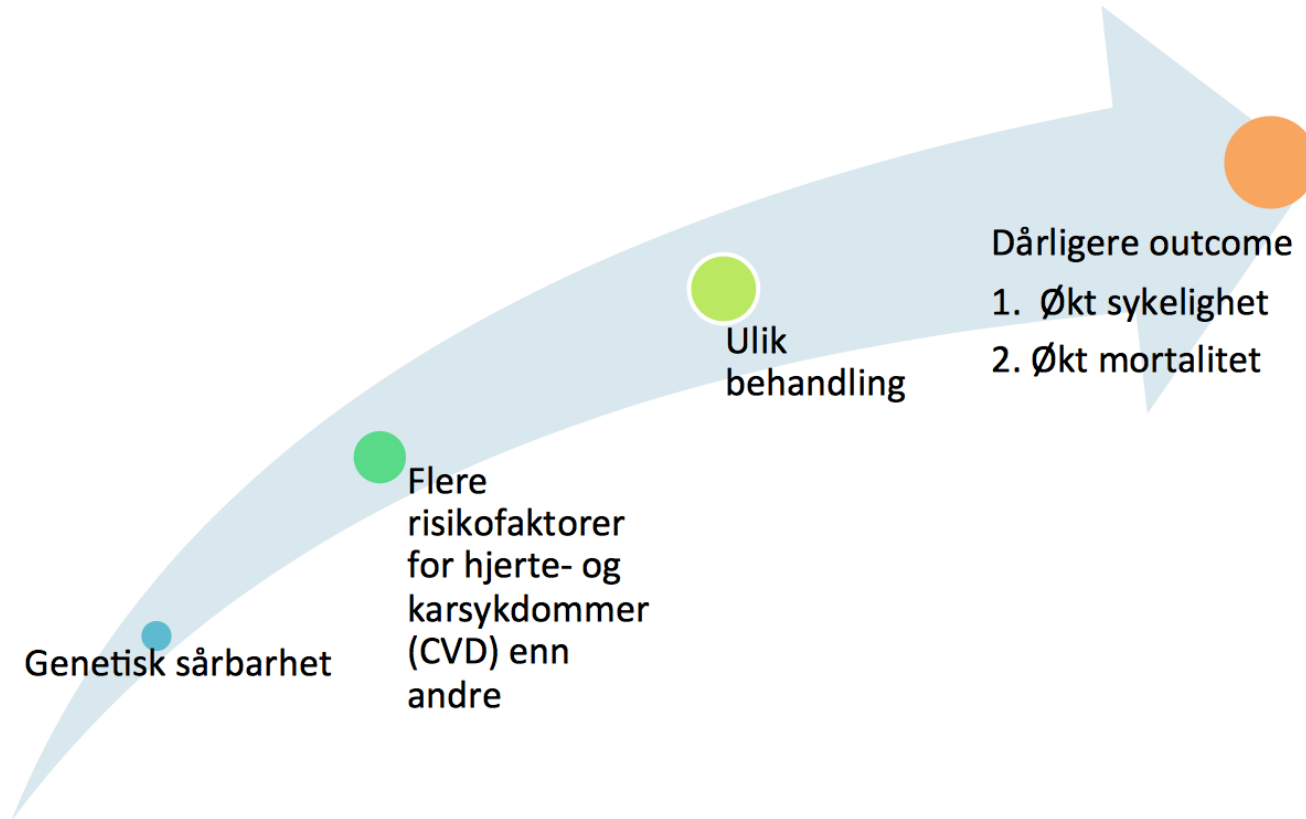 Genetisk sårbarhet
Flere
risikofaktorer
for hjerte- og
karsykdommer
(CVD) enn
andre
Ulik
behandling
Dårligere outcome
1. Økt sykelighet
2. Økt mortalitet